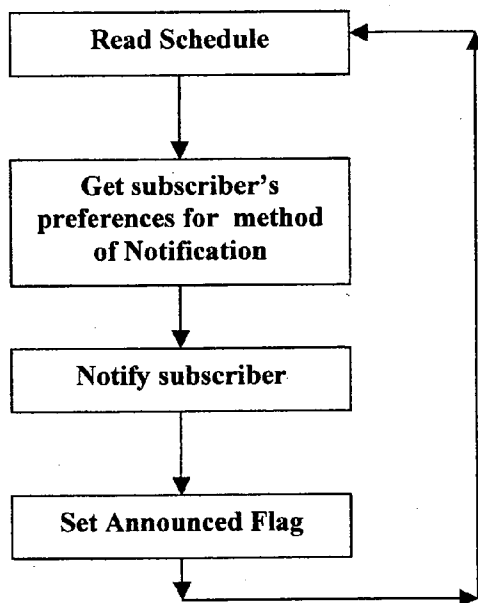 Read Schedule
Get subscriber's
preferences for method
of Notification
Notify subscriber
Set Announced Flag